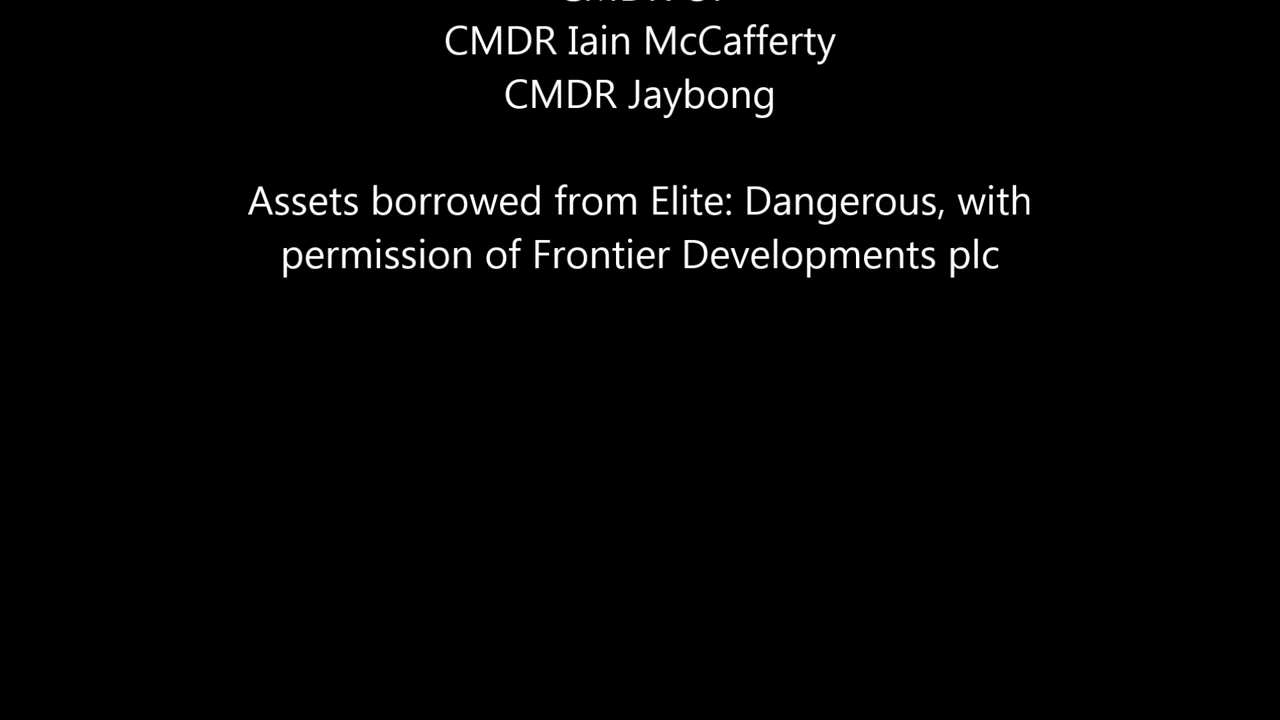 CMDR Iain McCafferty
CMDR Jaybong
Assets borrowed from Elite: Dangerous, with
permission of Frontier Developments plc